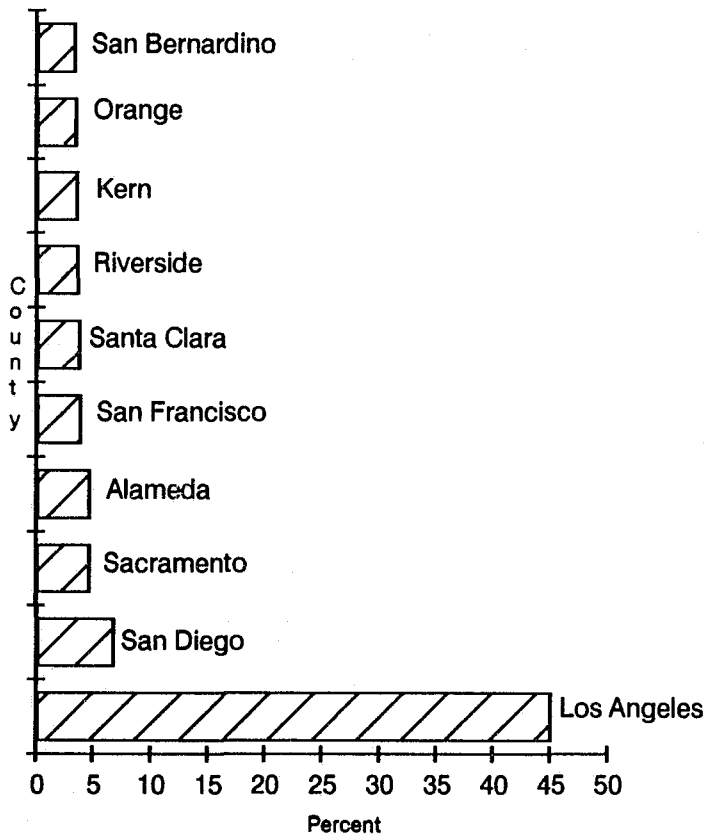 San Bernardino
Orange
Kern
Riverside
Santa Clara
San Francisco
Alameda
Sacramento
San Diego
Los Angeles
County
0 5 10 15 20 25 30 35 40 45 50
Percent